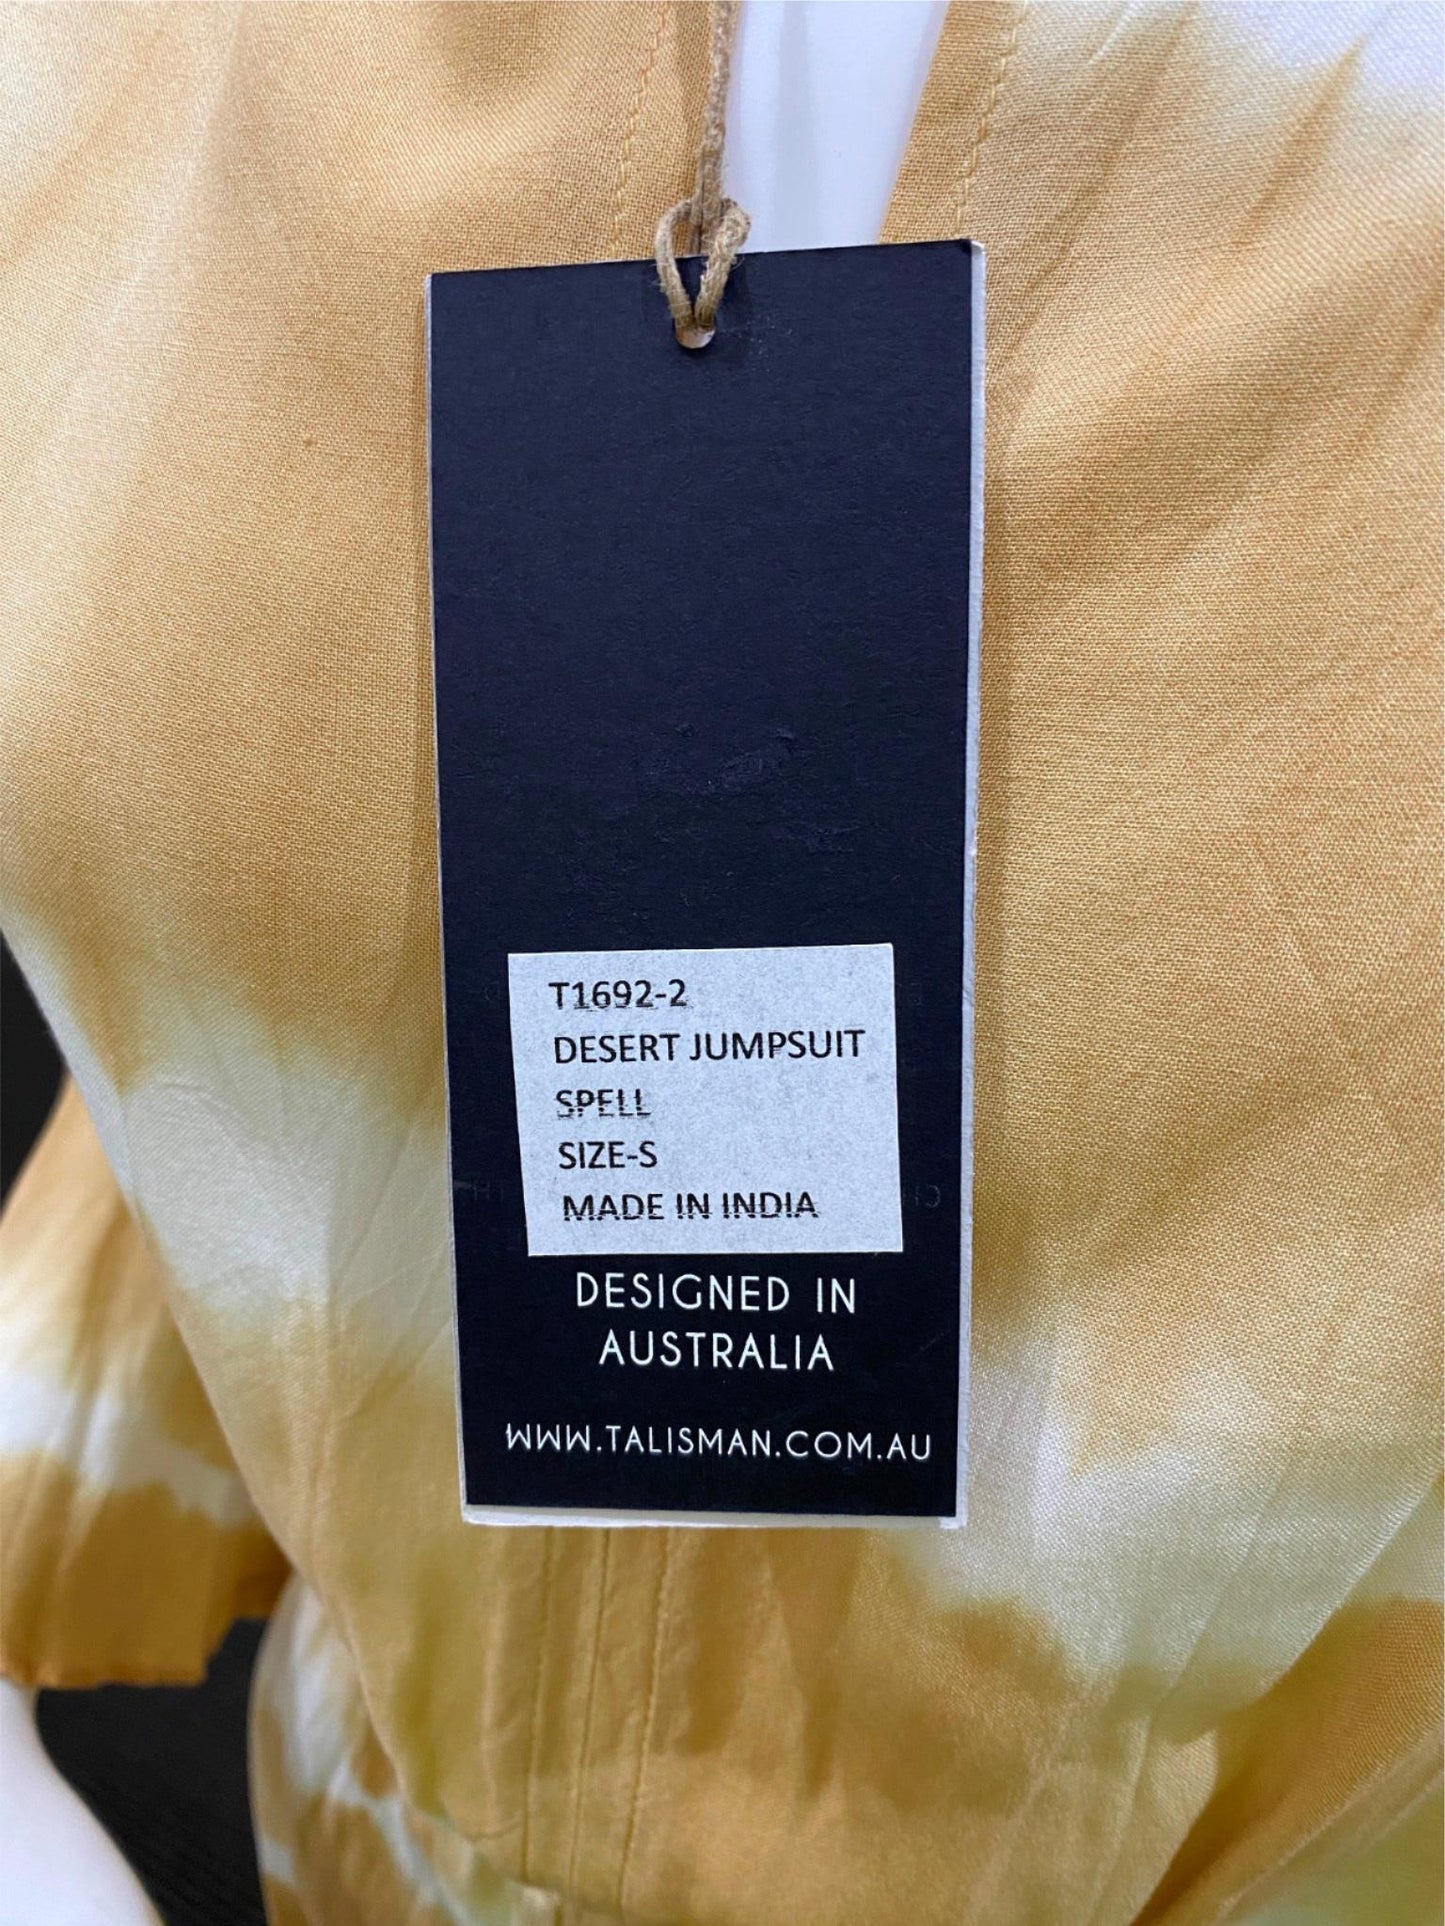 T1692-2
DESERT JUMPSUIT
SPELL
SIZE-S
MADE IN INDIA
DESIGNED IN
AUSTRALIA
WWW.TALISMAN.COM.AU